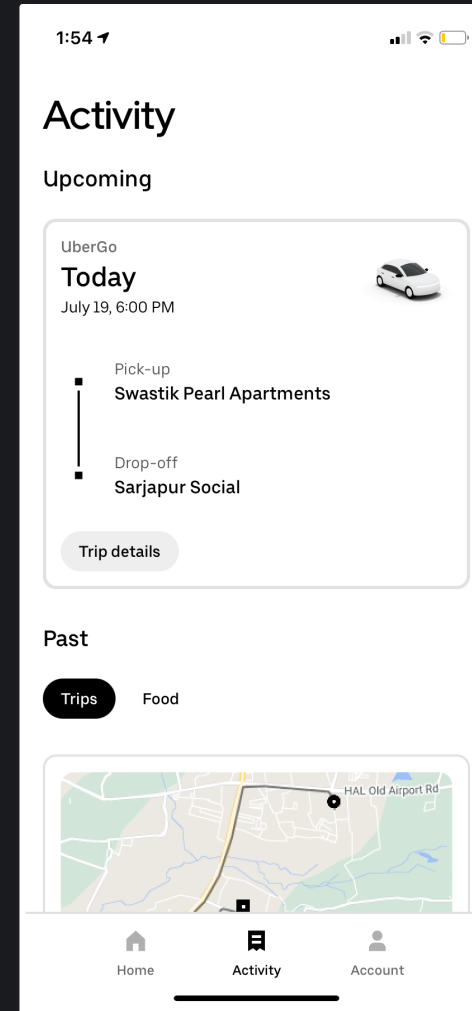 1:54
Activity
Upcoming
UberGo
Today
July 19, 6:00 PM
Pick-up
Swastik Pearl Apartments
Drop-off
Sarjapur Social
Trip details
Past
Trips
Food
HAL Old Airport Rd
Home
Activity
Account